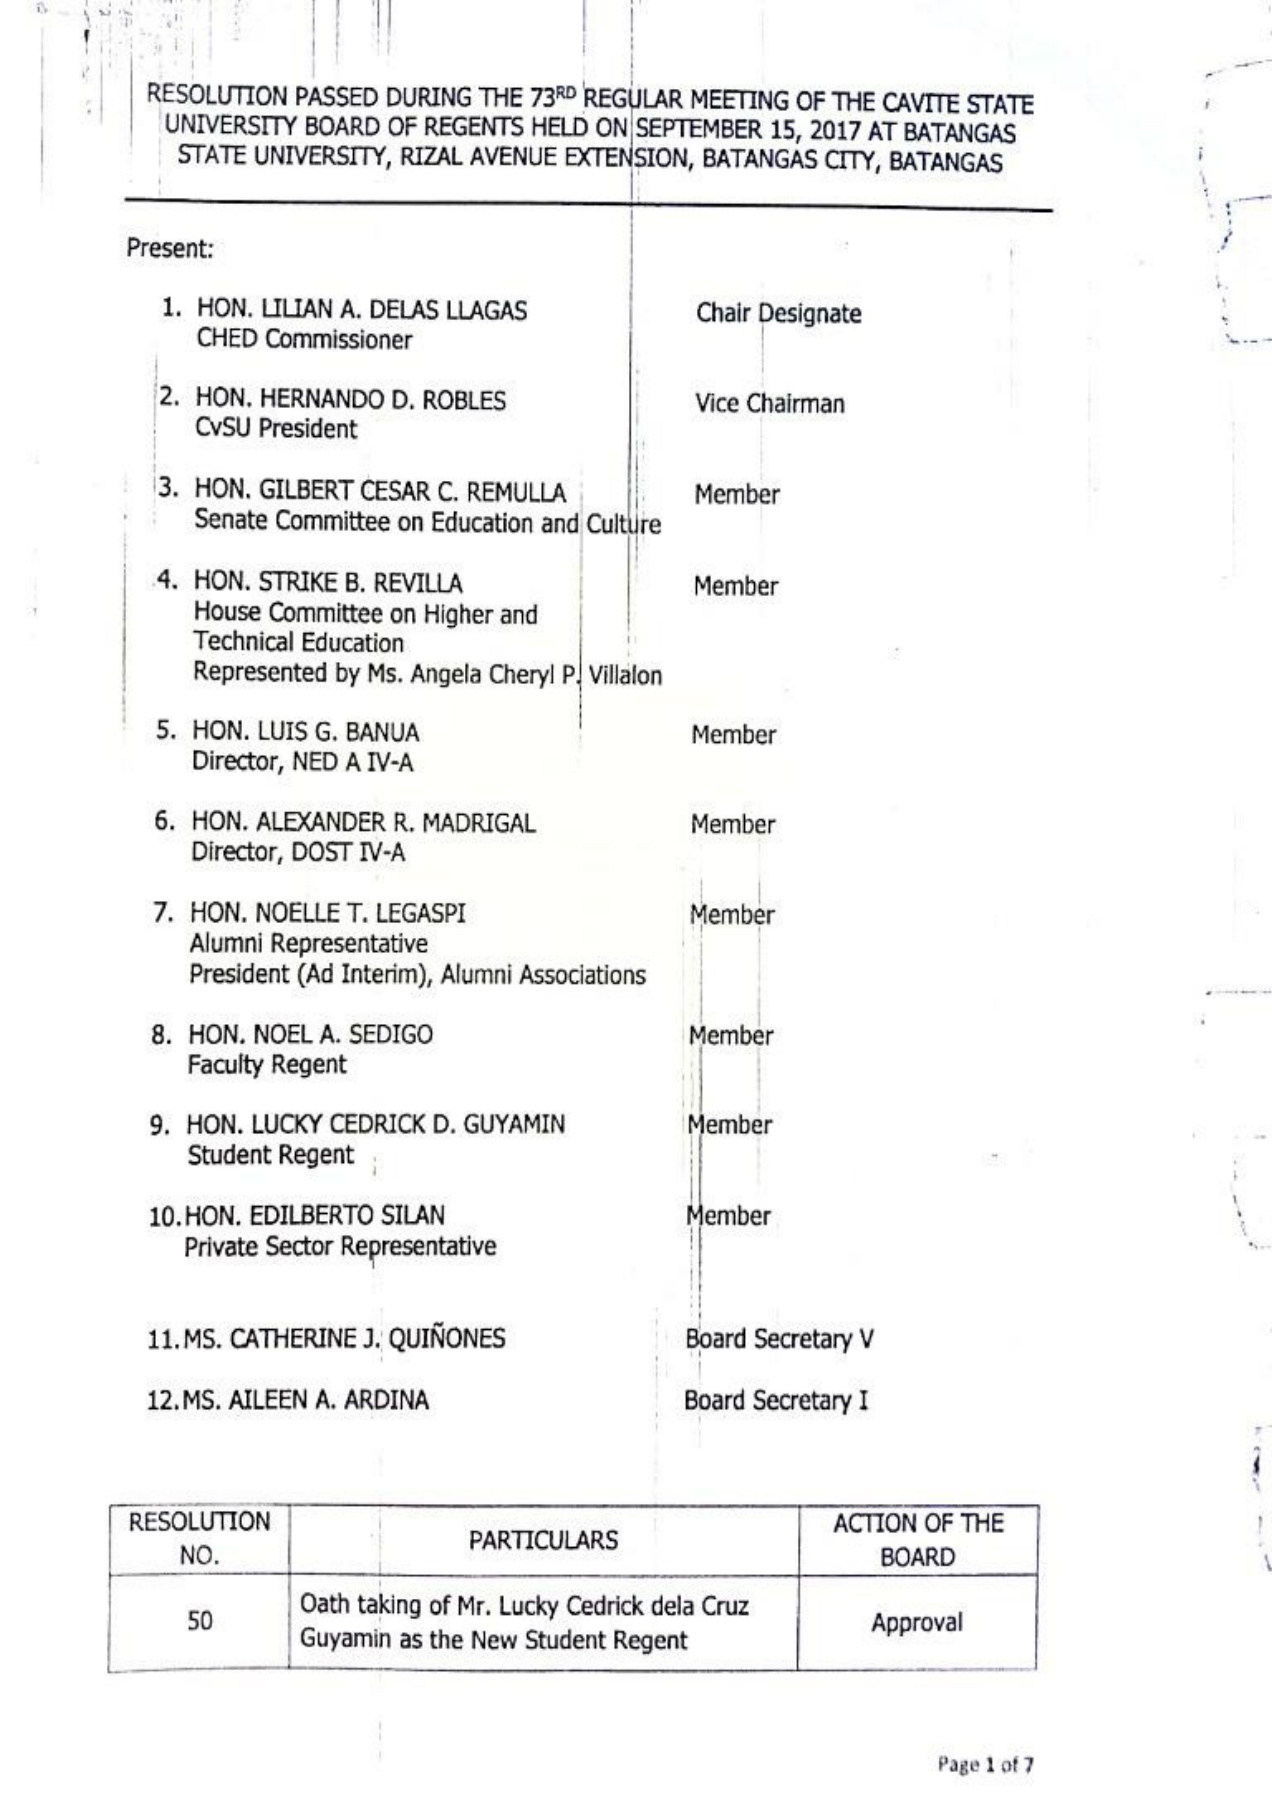 RESOLUTION PASSED DURING THE 73RD REGULAR MEETING OF THE CAVITE STATE
UNIVERSITY BOARD OF REGENTS HELD ON SEPTEMBER 15, 2017 AT BATANGAS
STATE UNIVERSITY, RIZAL AVENUE EXTENSION, BATANGAS CITY, BATANGAS
Present:
1. HON. LILIAN A. DELAS LLAGAS Chair Designate
CHED Commissioner
2. HON. HERNANDO D. ROBLES Vice Chairman
CvSU President
3. HON. GILBERT CESAR C. REMULLA Member
Senate Committee on Education and Culture
4. HON. STRIKE B. REVILLA Member
House Committee on Higher and
Technical Education
Represented by Ms. Angela Cheryl P. Villalon
5. HON. LUIS G. BANUA Member
Director, NED A IV-A
6. HON. ALEXANDER R. MADRIGAL Member
Director, DOST IV-A
7. HON. NOELLE T. LEGASPI Member
Alumni Representative
President (Ad Interim), Alumni Associations
8. HON. NOEL A. SEDIGO Member
Faculty Regent
9. HON. LUCKY CEDRICK D. GUYAMIN Member
Student Regent
10. HON. EDILBERTO SILAN Member
Private Sector Representative
11. MS. CATHERINE J. QUIÑONES Board Secretary V
12. MS. AILEEN A. ARDINA Board Secretary I
RESOLUTION
NO.
PARTICULARS
ACTION OF THE
BOARD
50
Oath taking of Mr. Lucky Cedrick dela Cruz
Guyamin as the New Student Regent
Approval
Page 1 of 7